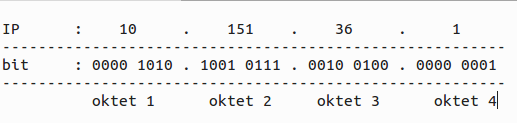 IP : 10 . 151 . 36 . 1
--------------------------------------------------------
bit : 0000 1010 . 1001 0111 . 0010 0100 . 0000 0001
--------------------------------------------------------
oktet 1 oktet 2 oktet 3 oktet 4